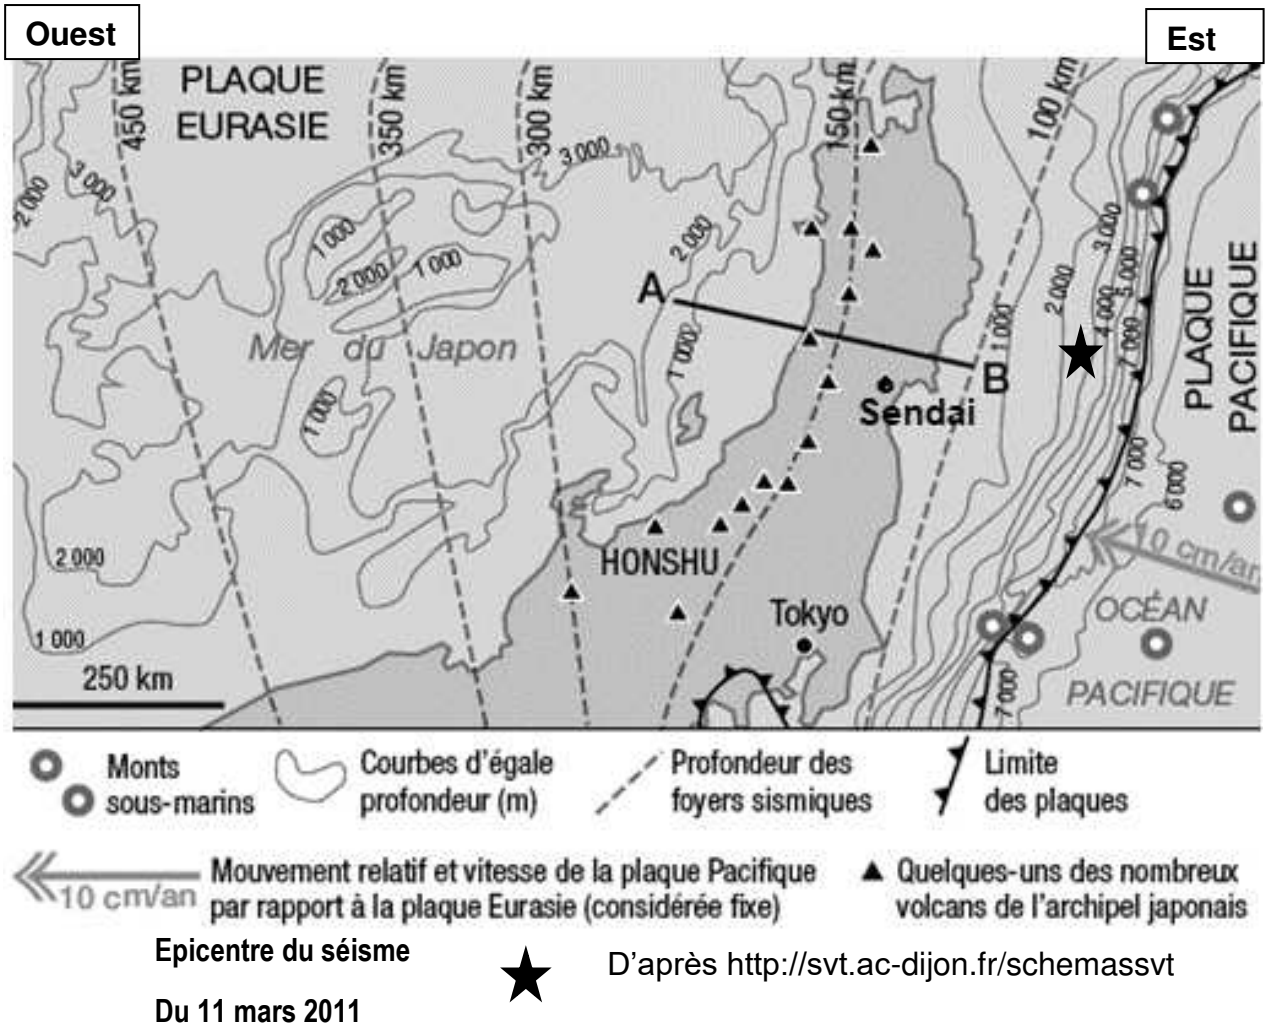 Ouest
Est
PLAQUE
EURASIE
450 km
350 km
300 km
150 km
100 km
2 000
3 000
3 000
1 000
2 000
1 000
2 000
1 000
1 000
2 000
1 000
Mer du Japon
A
B
Sendai
1 000
2 000
3 000
4 000
5 000
7 000
7 000
6 000
7 000
PLAQUE
PACIFIQUE
10 cm/an
HONSHU
Tokyo
OCÉAN
PACIFIQUE
250 km
Monts
sous-marins
Courbes d'égale
profondeur (m)
Profondeur des
foyers sismiques
Limite
des plaques
10 cm/an
Mouvement relatif et vitesse de la plaque Pacifique
par rapport à la plaque Eurasie (considérée fixe)
Quelques-uns des nombreux
volcans de l'archipel japonais
Epicentre du séisme
Du 11 mars 2011
D'après http://svt.ac-dijon.fr/schemassvt